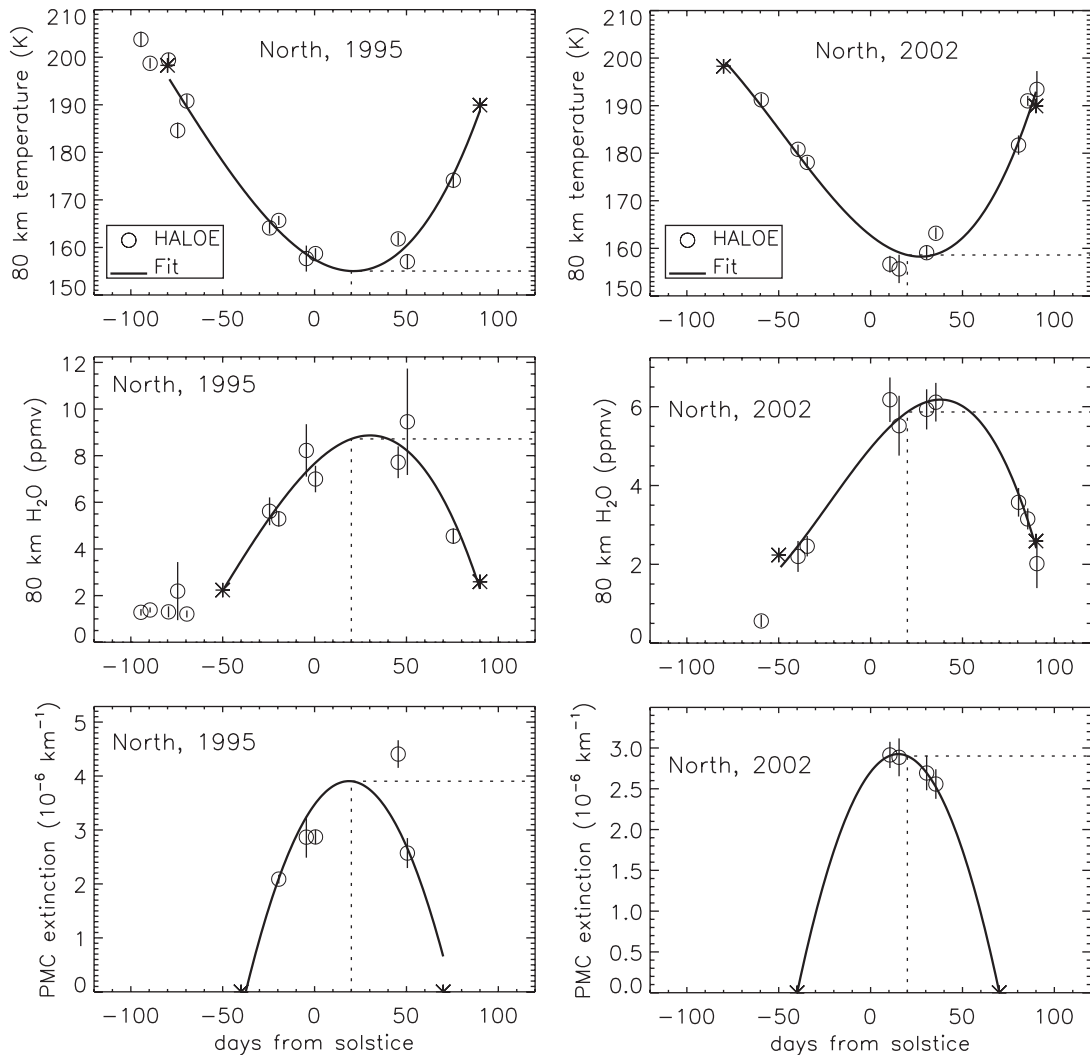 80 km temperature (K)
210
200
190
180
170
160
150
North, 1995
HALOE
Fit
−100 −50 0 50 100
80 km temperature (K)
210
200
190
180
170
160
150
North, 2002
HALOE
Fit
−100 −50 0 50 100
80 km H₂O (ppmv)
12
10
8
6
4
2
0
North, 1995
−100 −50 0 50 100
80 km H₂O (ppmv)
6
4
2
0
North, 2002
−100 −50 0 50 100
PMC extinction (10⁻⁶ km⁻¹)
5
4
3
2
1
0
North, 1995
−100 −50 0 50 100
days from solstice
PMC extinction (10⁻⁶ km⁻¹)
3.0
2.5
2.0
1.5
1.0
0.5
0.0
North, 2002
−100 −50 0 50 100
days from solstice